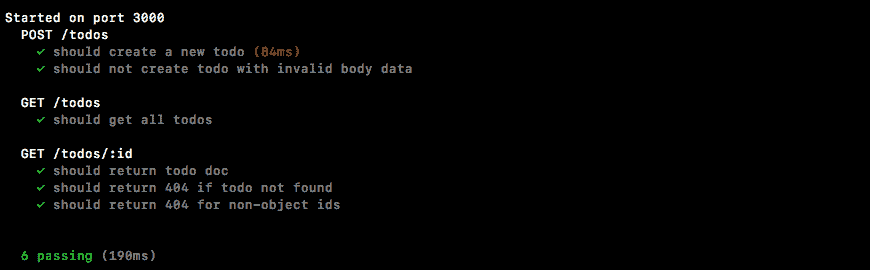 Started on port 3000
POST /todos
✓ should create a new todo (84ms)
✓ should not create todo with invalid body data
GET /todos
✓ should get all todos
GET /todos/:id
✓ should return todo doc
✓ should return 404 if todo not found
✓ should return 404 for non-object ids
6 passing (190ms)